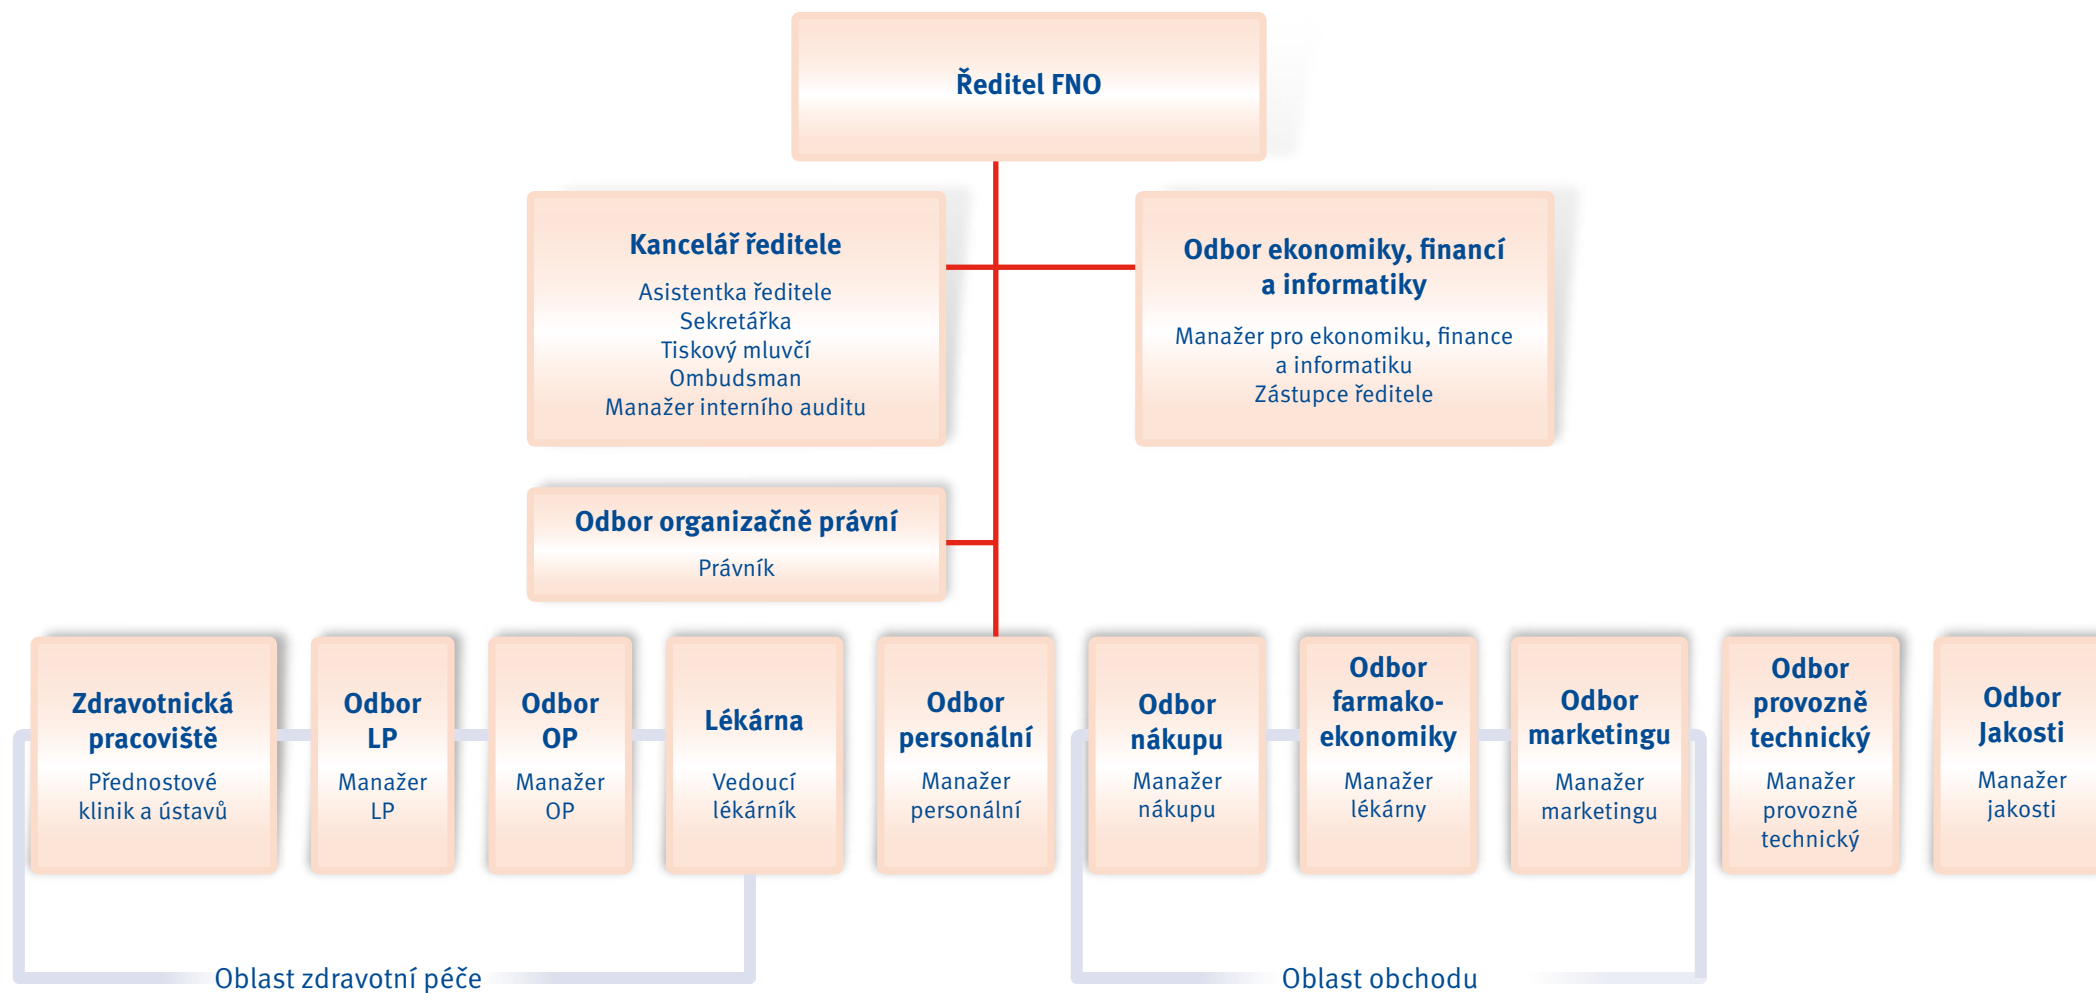 Ředitel FNO
Kancelář ředitele
Asistentka ředitele
Sekretářka
Tiskový mluvčí
Ombudsman
Manažer interního auditu
Odbor ekonomiky, financí
a informatiky
Manažer pro ekonomiku, finance
a informatiku
Zástupce ředitele
Odbor organizačně právní
Právník
Zdravotnická
pracoviště
Přednostové
klinik a ústavů
Odbor
LP
Manažer
LP
Odbor
OP
Manažer
OP
Lékárna
Vedoucí
lékárník
Odbor
personální
Manažer
personální
Odbor
nákupu
Manažer
nákupu
Odbor
farmako-
ekonomiky
Manažer
lékárny
Odbor
marketingu
Manažer
marketingu
Odbor
provozně
technický
Manažer
provozně
technický
Odbor
Jakosti
Manažer
jakosti
Oblast zdravotní péče
Oblast obchodu